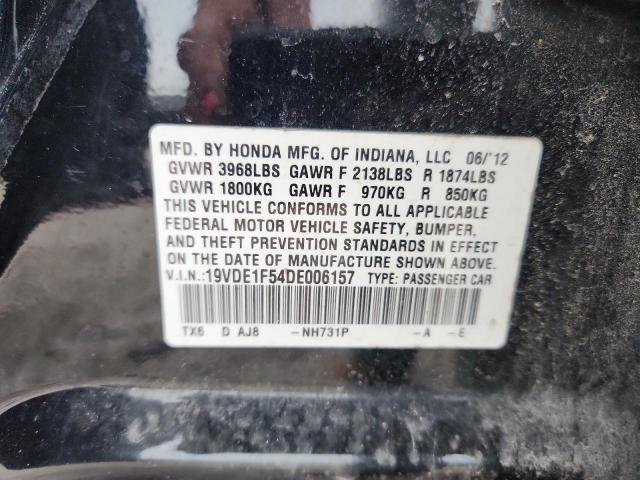 MFD. BY HONDA MFG. OF INDIANA, LLC 06/'12
GVWR 3968LBS GAWR F 2138LBS R 1874LBS
GVWR 1800KG GAWR F 970KG R 850KG
THIS VEHICLE CONFORMS TO ALL APPLICABLE
FEDERAL MOTOR VEHICLE SAFETY, BUMPER,
AND THEFT PREVENTION STANDARDS IN EFFECT
ON THE DATE OF MANUFACTURE SHOWN ABOVE.
V.I.N.:19VDE1F54DE006157 TYPE: PASSENGER CAR
TX6 D AJ8 -NH731P -A -E